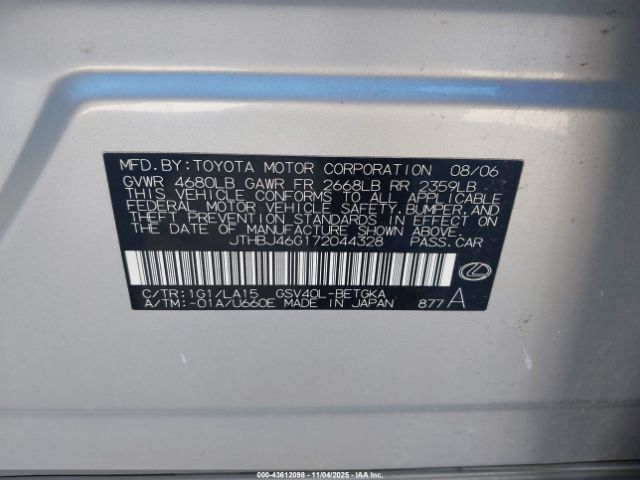 MFD. BY: TOYOTA MOTOR CORPORATION 08/06
GVWR 4680LB GAWR FR 2668LB RR 2359LB
THIS VEHICLE CONFORMS TO ALL APPLICABLE
FEDERAL MOTOR VEHICLE SAFETY, BUMPER, AND
THEFT PREVENTION STANDARDS IN EFFECT ON
THE DATE OF MANUFACTURE SHOWN ABOVE.
JTHBJ46G172044328 PASS. CAR
C/TR: 1G1/LA15 GSV40L-BETGKA
A/TM: -01A/U660E MADE IN JAPAN 877 A
000-43612098 - 11/04/2025 - IAAI.CA